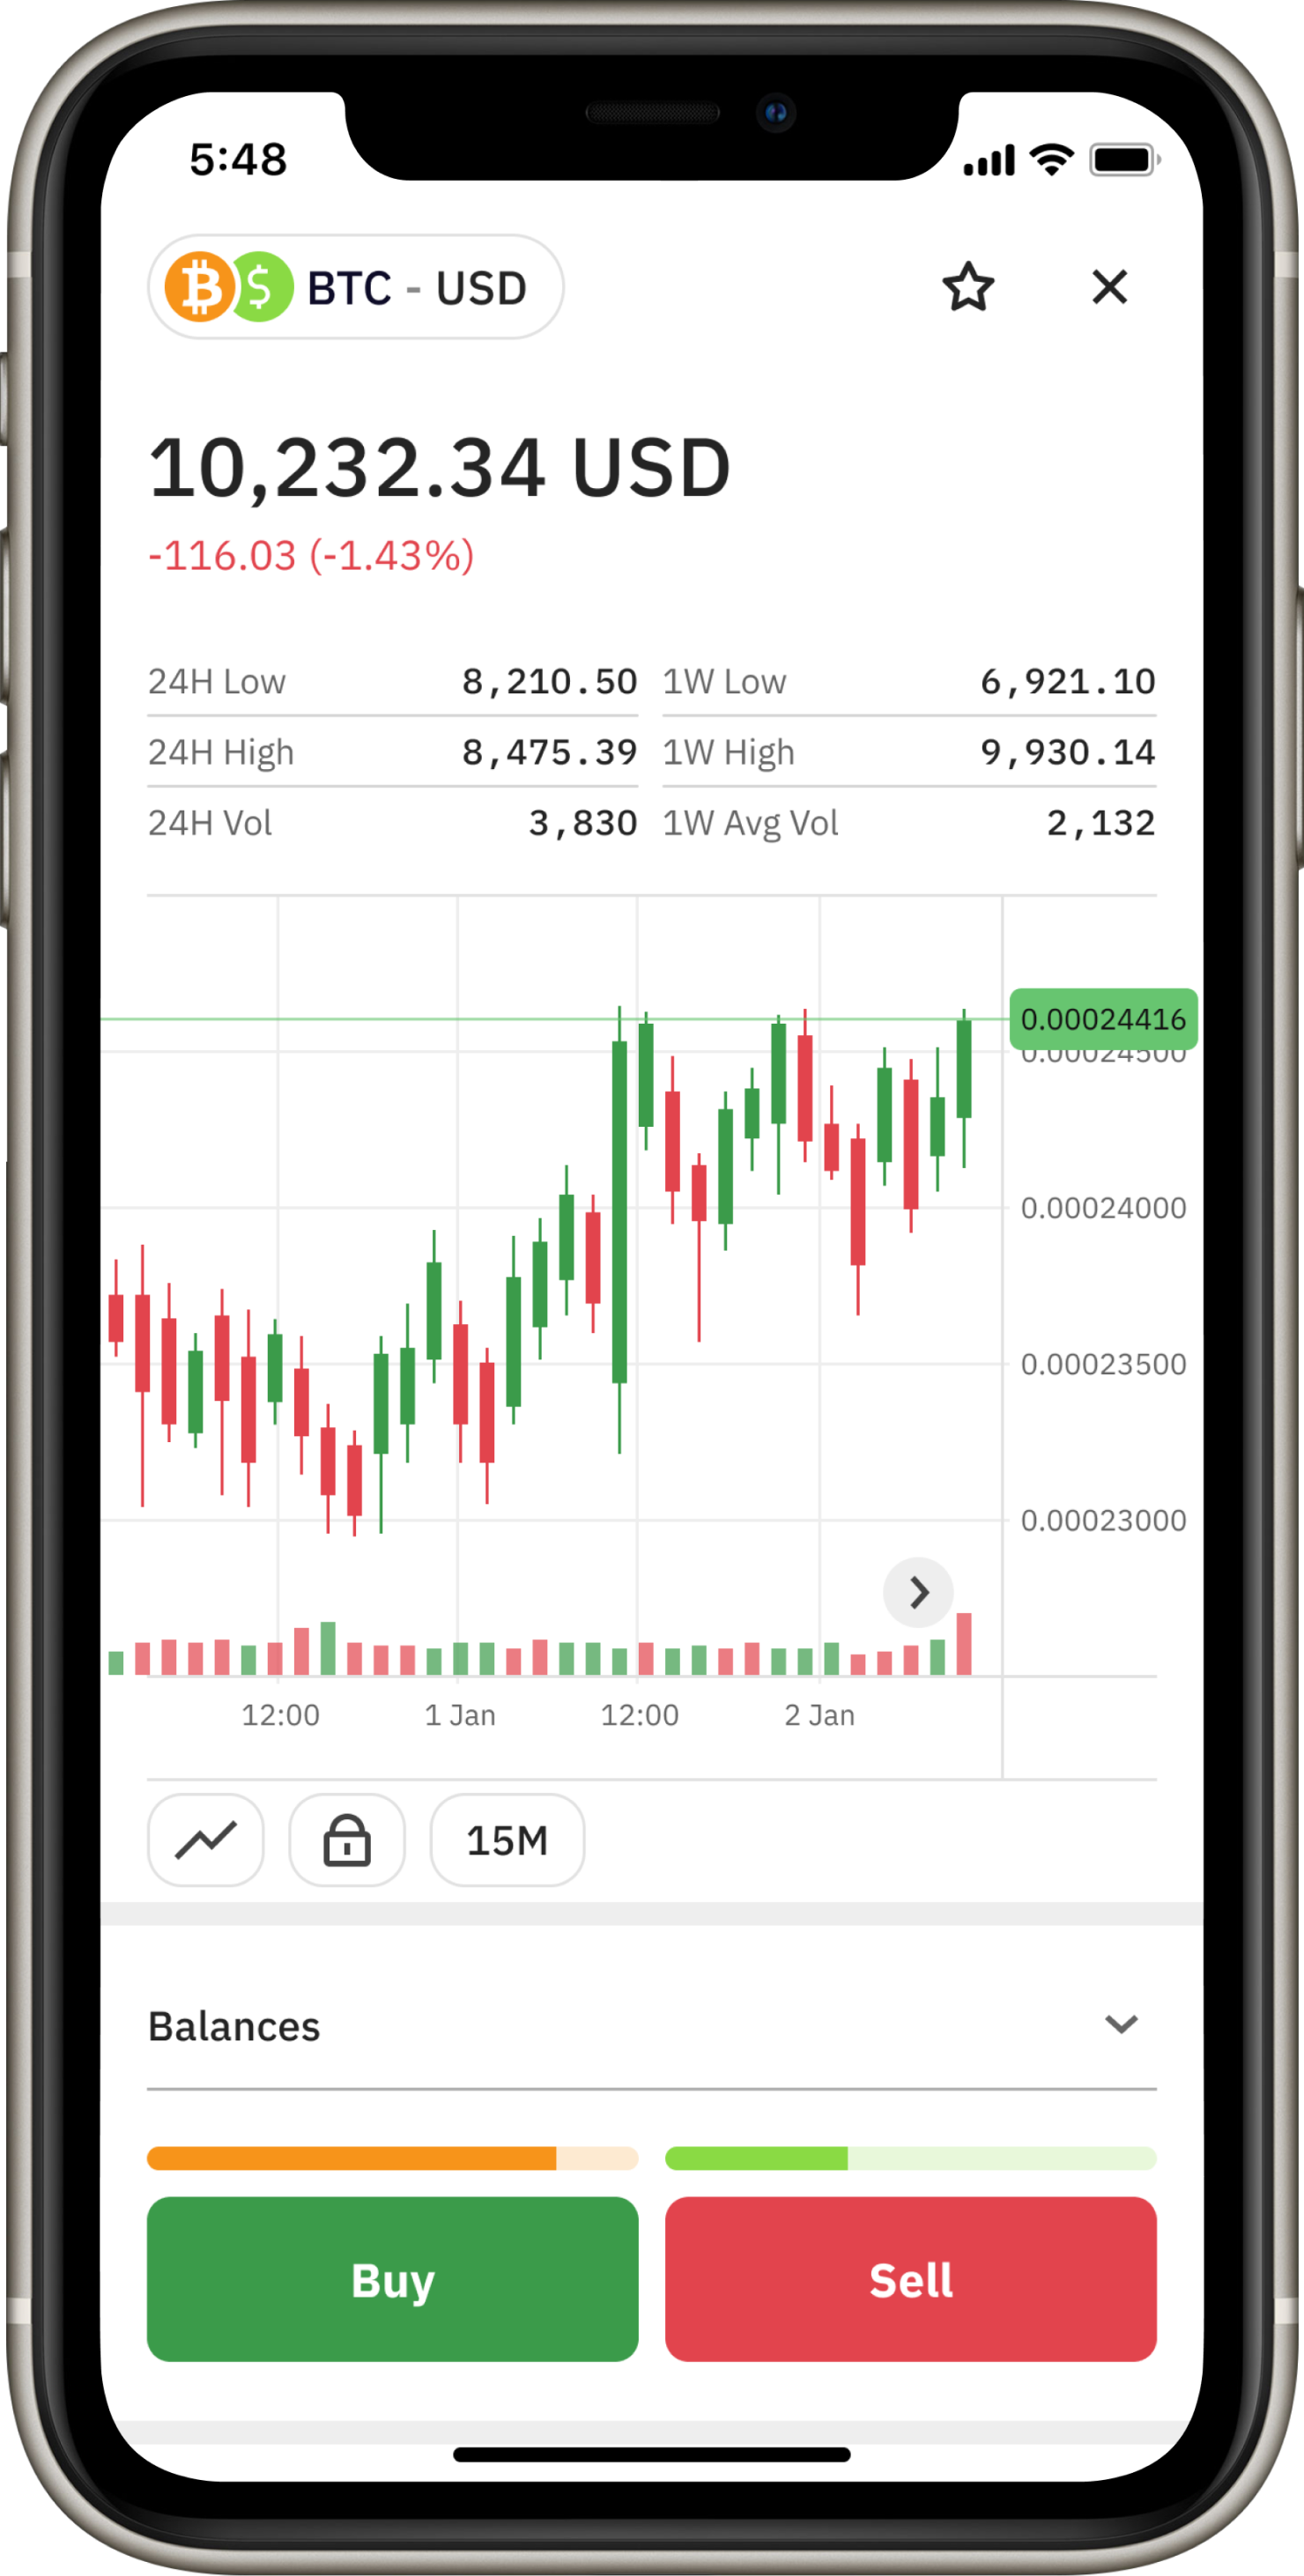 5:48
BTC - USD
10,232.34 USD
-116.03 (-1.43%)
24H Low 8,210.50 1W Low 6,921.10
24H High 8,475.39 1W High 9,930.14
24H Vol 3,830 1W Avg Vol 2,132
0.00024416
0.00024500
0.00024000
0.00023500
0.00023000
12:00 1 Jan 12:00 2 Jan
15M
Balances
Buy Sell